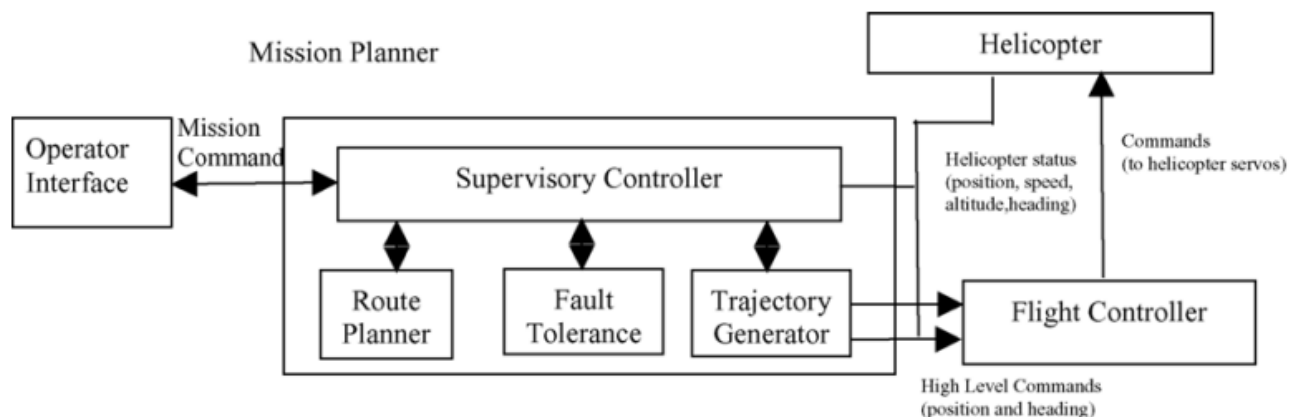 Mission Planner
Helicopter
Operator
Interface
Mission
Command
Supervisory Controller
Helicopter status
(position, speed,
altitude,heading)
Commands
(to helicopter servos)
Route
Planner
Fault
Tolerance
Trajectory
Generator
Flight Controller
High Level Commands
(position and heading)